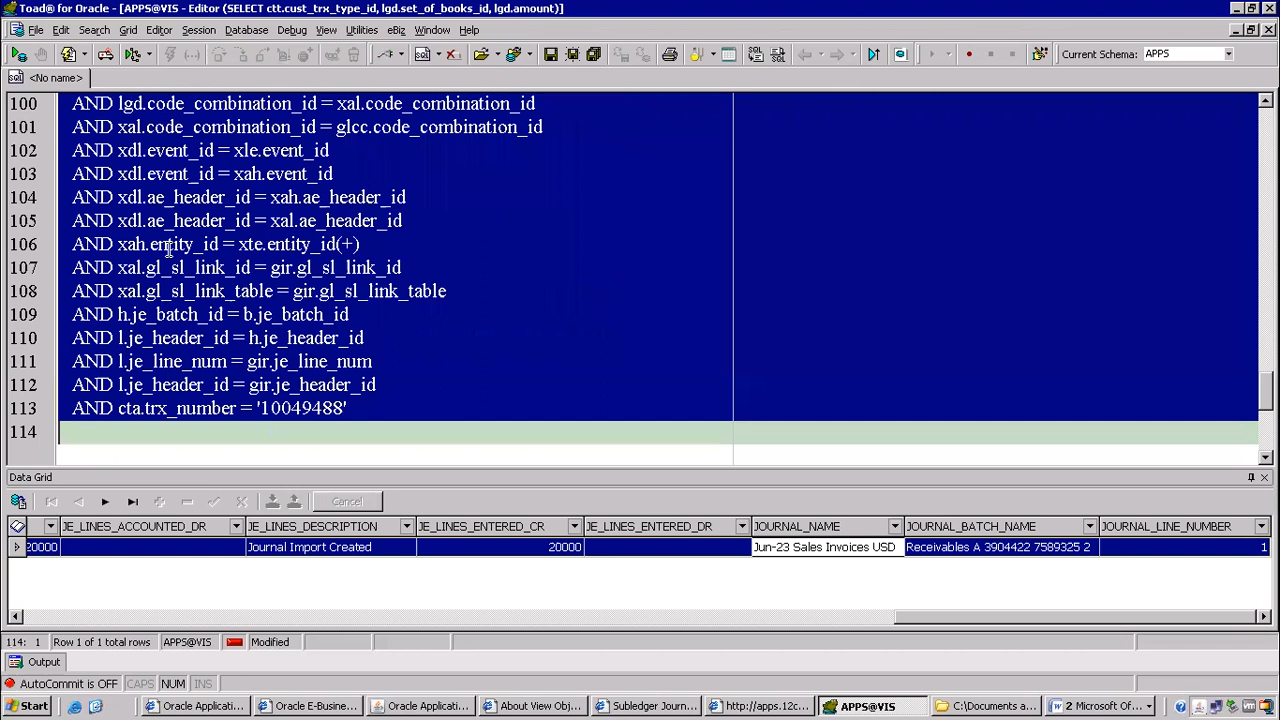 Toad® for Oracle - [APPS@VIS - Editor (SELECT ctt.cust_trx_type_id, lgd.set_of_books_id, lgd.amount)]
File Edit Search Grid Editor Session Database Debug View Utilities eBiz Window Help
Current Schema: APPS
<No name>
100 AND lgd.code_combination_id = xal.code_combination_id
101 AND xal.code_combination_id = glcc.code_combination_id
102 AND xdl.event_id = xle.event_id
103 AND xdl.event_id = xah.event_id
104 AND xdl.ae_header_id = xah.ae_header_id
105 AND xdl.ae_header_id = xal.ae_header_id
106 AND xah.entity_id = xte.entity_id(+)
107 AND xal.gl_sl_link_id = gir.gl_sl_link_id
108 AND xal.gl_sl_link_table = gir.gl_sl_link_table
109 AND h.je_batch_id = b.je_batch_id
110 AND l.je_header_id = h.je_header_id
111 AND l.je_line_num = gir.je_line_num
112 AND l.je_header_id = gir.je_header_id
113 AND cta.trx_number = '10049488'
114
Data Grid
Cancel
JE_LINES_ACCOUNTED_DR JE_LINES_DESCRIPTION JE_LINES_ENTERED_CR JE_LINES_ENTERED_DR JOURNAL_NAME JOURNAL_BATCH_NAME JOURNAL_LINE_NUMBER
20000 Journal Import Created 20000 Jun-23 Sales Invoices USD Receivables A 3904422 7589325 2 1
114: 1 Row 1 of 1 total rows APPS@VIS Modified
Output
AutoCommit is OFF CAPS NUM INS
Start Oracle Applicati... Oracle E-Busine... Oracle Applicati... About View Obj... Subledger Journ... http://apps.12c... APPS@VIS C:\Documents a... 2 Microsoft Of...